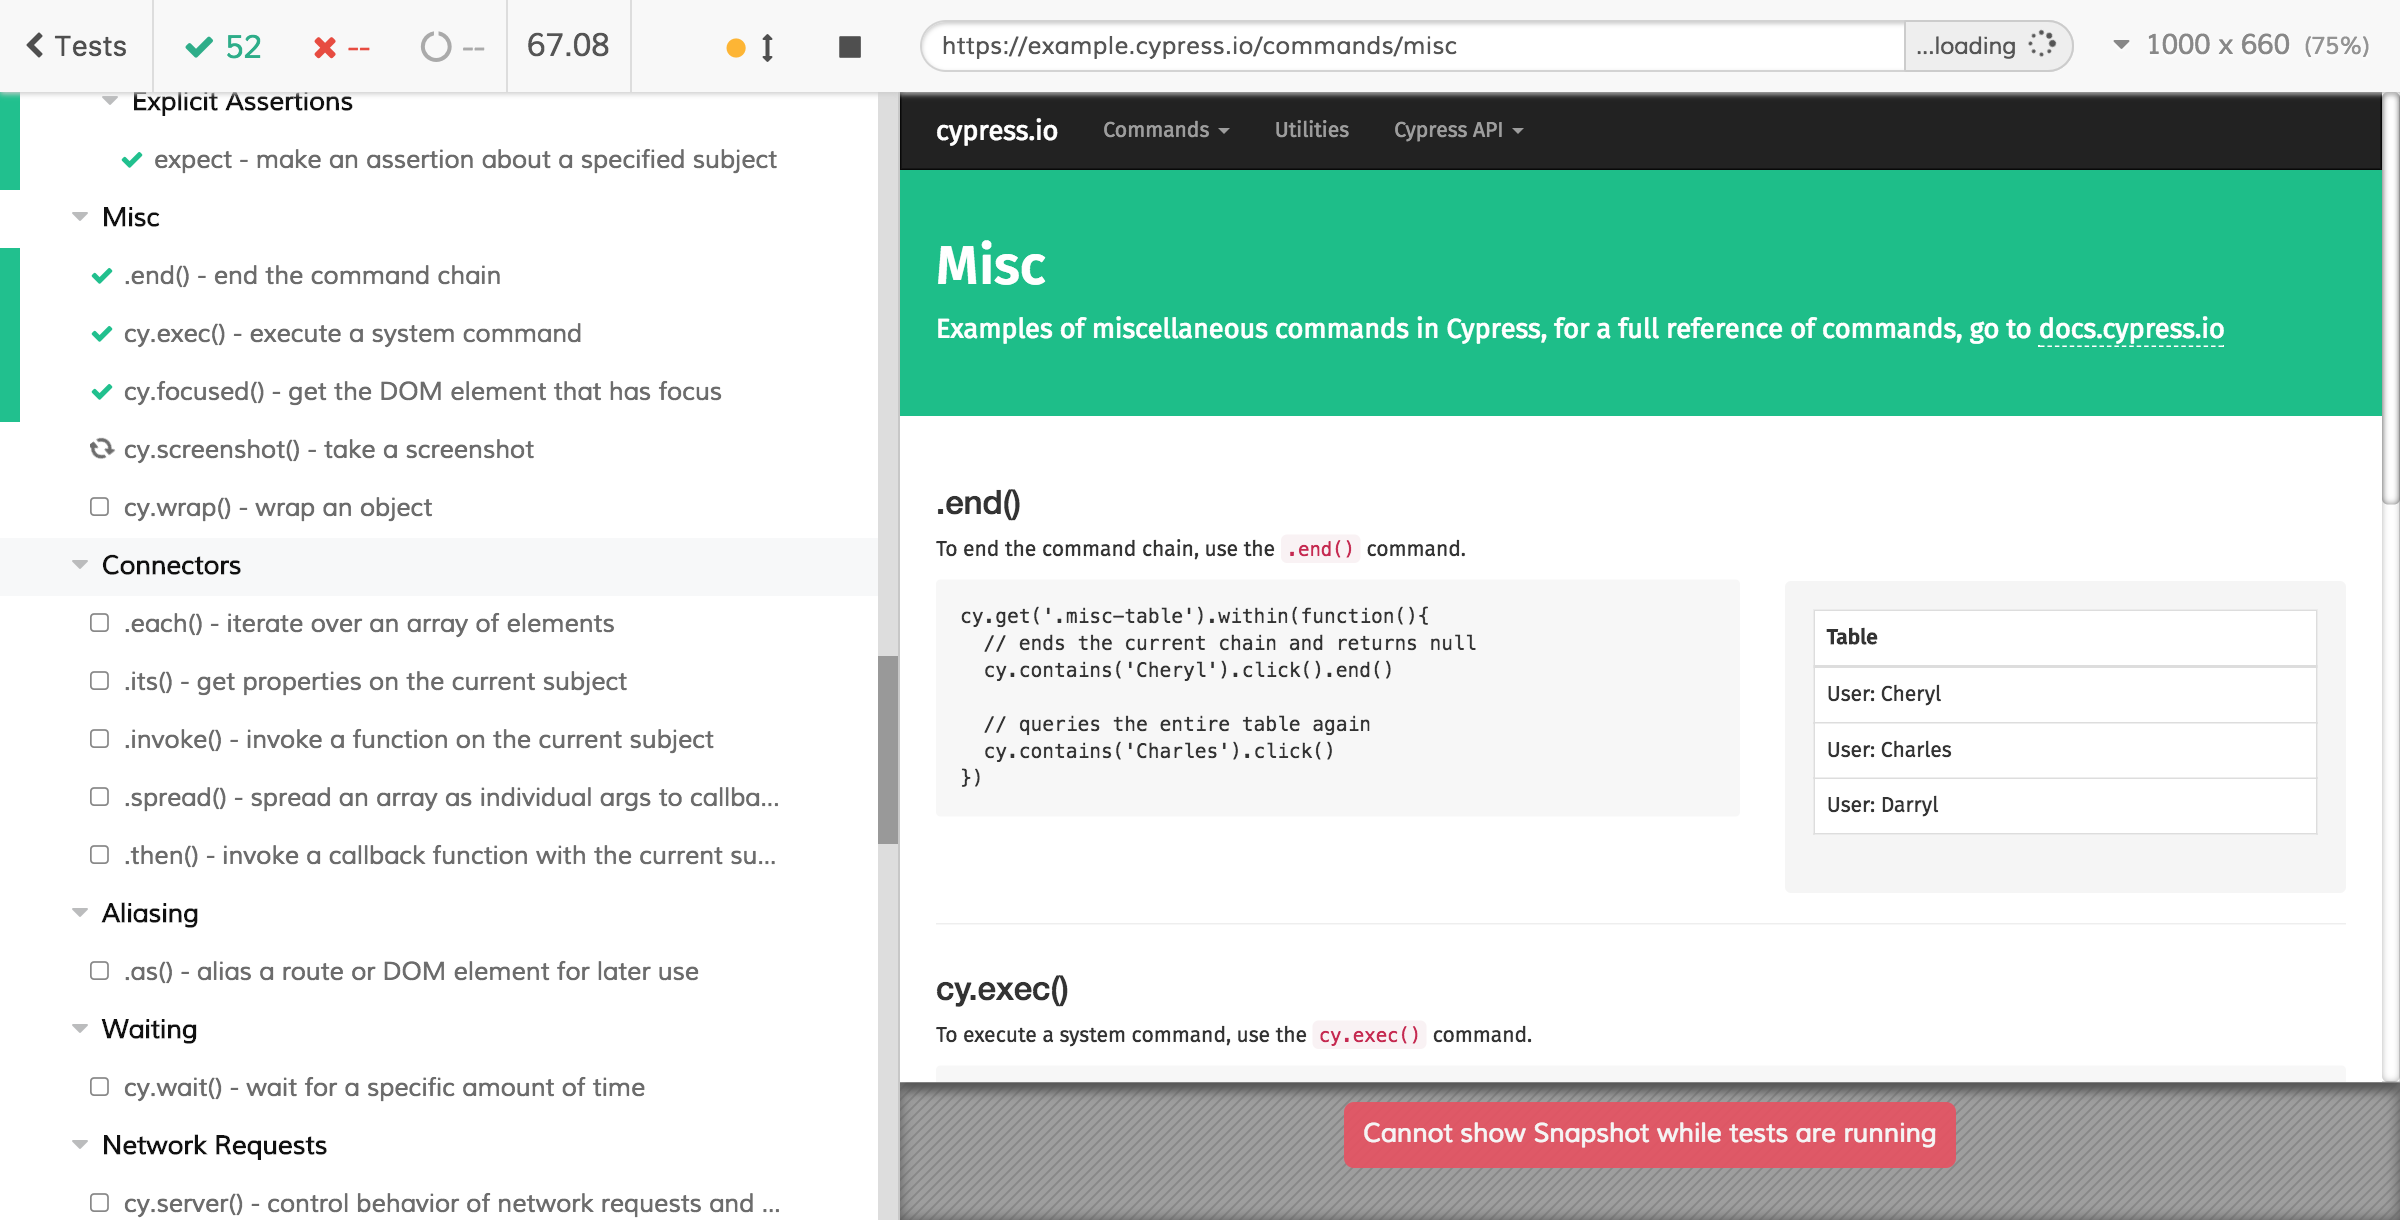 Tests
52
--
--
67.08
https://example.cypress.io/commands/misc
...loading
1000 x 660 (75%)
Explicit Assertions
expect - make an assertion about a specified subject
Misc
.end() - end the command chain
cy.exec() - execute a system command
cy.focused() - get the DOM element that has focus
cy.screenshot() - take a screenshot
cy.wrap() - wrap an object
Connectors
.each() - iterate over an array of elements
.its() - get properties on the current subject
.invoke() - invoke a function on the current subject
.spread() - spread an array as individual args to callba...
.then() - invoke a callback function with the current su...
Aliasing
.as() - alias a route or DOM element for later use
Waiting
cy.wait() - wait for a specific amount of time
Network Requests
cy.server() - control behavior of network requests and ...
cypress.io
Commands
Utilities
Cypress API
Misc
Examples of miscellaneous commands in Cypress, for a full reference of commands, go to docs.cypress.io
.end()
To end the command chain, use the .end() command.
cy.get('.misc-table').within(function(){
// ends the current chain and returns null
cy.contains('Cheryl').click().end()
// queries the entire table again
cy.contains('Charles').click()
})
Table
User: Cheryl
User: Charles
User: Darryl
cy.exec()
To execute a system command, use the cy.exec() command.
Cannot show Snapshot while tests are running